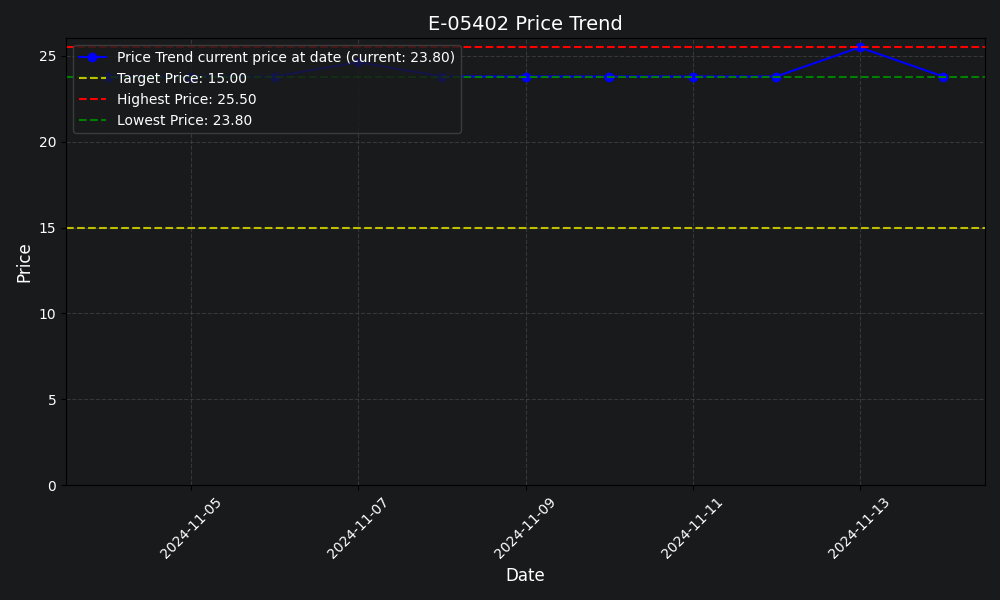 E-05402 Price Trend
Price Trend current price at date (current: 23.80)
Target Price: 15.00
Highest Price: 25.50
Lowest Price: 23.80
Price
25
20
15
10
5
0
2024-11-05
2024-11-07
2024-11-09
2024-11-11
2024-11-13
Date